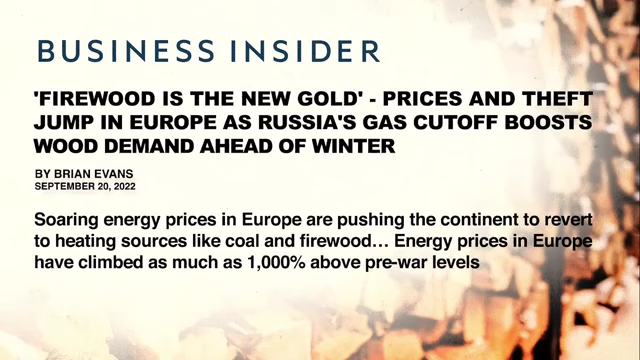 BUSINESS INSIDER
'FIREWOOD IS THE NEW GOLD' - PRICES AND THEFT
JUMP IN EUROPE AS RUSSIA'S GAS CUTOFF BOOSTS
WOOD DEMAND AHEAD OF WINTER
BY BRIAN EVANS
SEPTEMBER 20, 2022
Soaring energy prices in Europe are pushing the continent to revert
to heating sources like coal and firewood... Energy prices in Europe
have climbed as much as 1,000% above pre-war levels